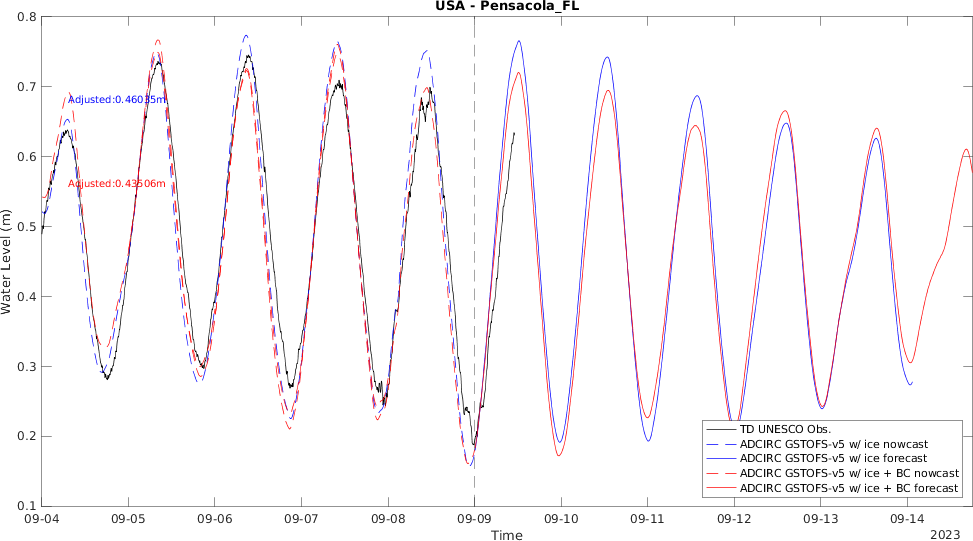 USA - Pensacola_FL
0.8
0.7
0.6
0.5
0.4
0.3
0.2
0.1
Water Level (m)
Adjusted:0.46035m
Adjusted:0.43506m
TD UNESCO Obs.
ADCIRC GSTOFS-v5 w/ ice nowcast
ADCIRC GSTOFS-v5 w/ ice forecast
ADCIRC GSTOFS-v5 w/ ice + BC nowcast
ADCIRC GSTOFS-v5 w/ ice + BC forecast
09-04 09-05 09-06 09-07 09-08 09-09 09-10 09-11 09-12 09-13 09-14
Time
2023